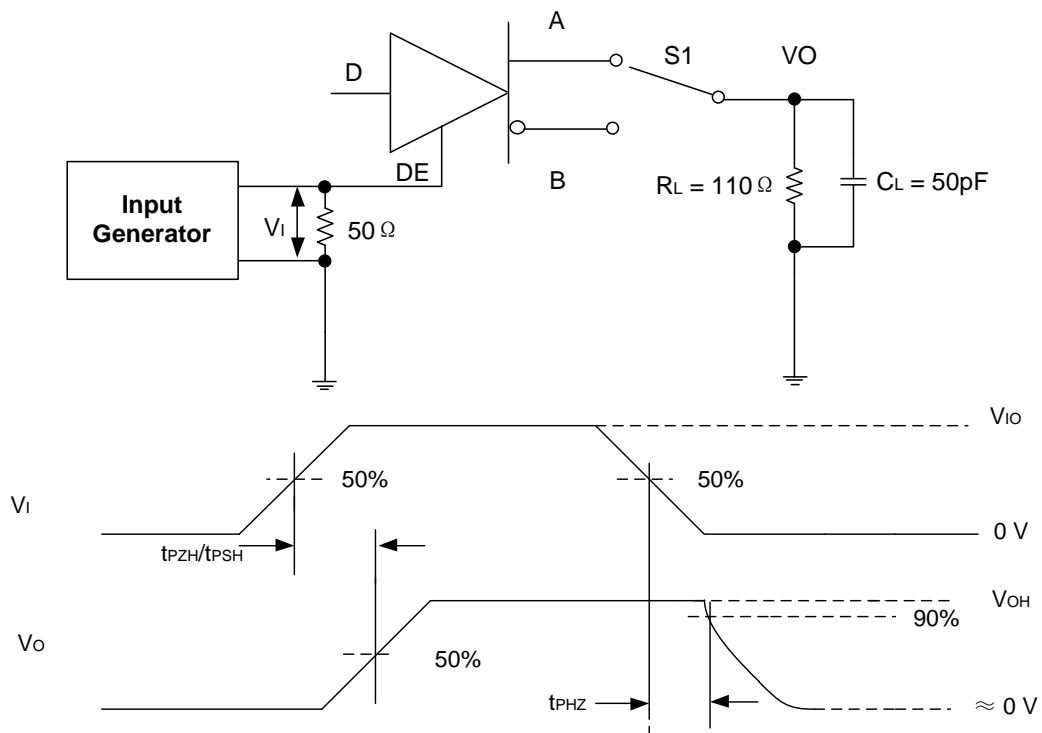 A
D
S1
VO
DE
B
Input
Generator
VI
50 Ω
RL = 110 Ω
CL = 50pF
VIO
50%
50%
VI
0 V
tPZH/tPSH
VOH
90%
VO
50%
tPHZ
≈ 0 V